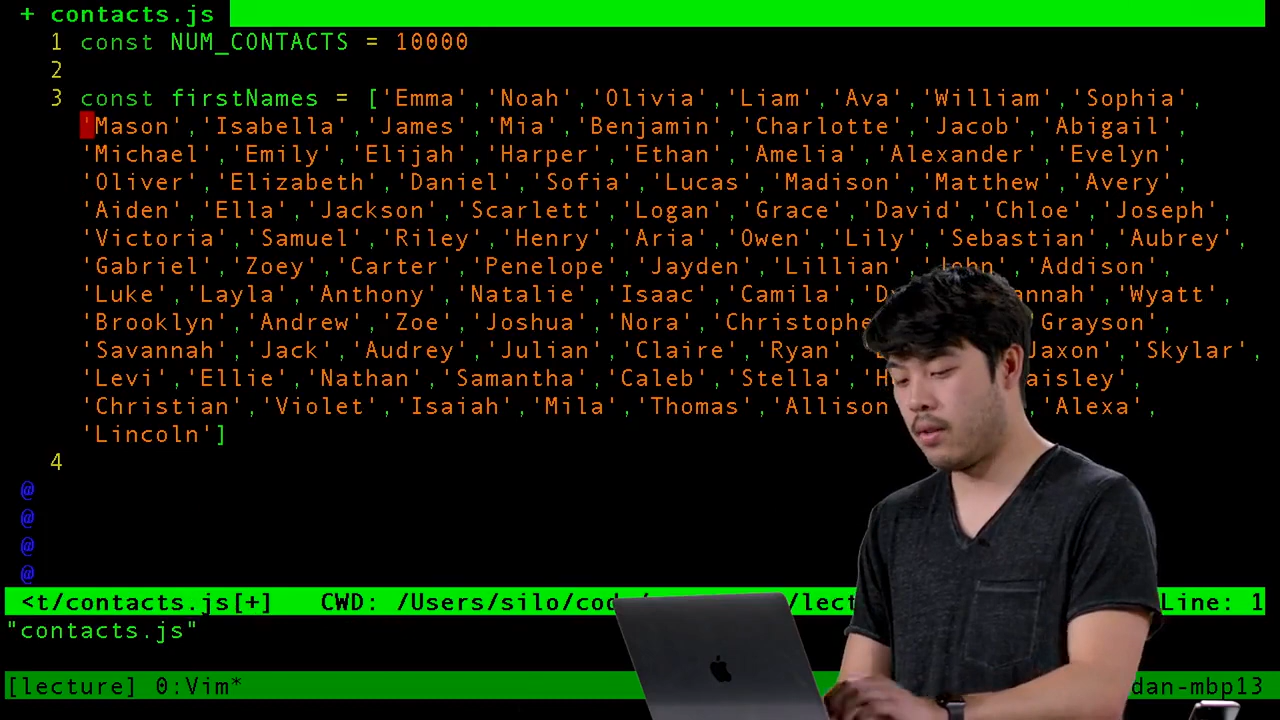 + contacts.js
1 const NUM_CONTACTS = 10000
2
3 const firstNames = ['Emma','Noah','Olivia','Liam','Ava','William','Sophia',
'Mason','Isabella','James','Mia','Benjamin','Charlotte','Jacob','Abigail',
'Michael','Emily','Elijah','Harper','Ethan','Amelia','Alexander','Evelyn',
'Oliver','Elizabeth','Daniel','Sofia','Lucas','Madison','Matthew','Avery',
'Aiden','Ella','Jackson','Scarlett','Logan','Grace','David','Chloe','Joseph',
'Victoria','Samuel','Riley','Henry','Aria','Owen','Lily','Sebastian','Aubrey',
'Gabriel','Zoey','Carter','Penelope','Jayden','Lillian','John','Addison',
'Luke','Layla','Anthony','Natalie','Isaac','Camila', 'Wyatt',
'Brooklyn','Andrew','Zoe','Joshua','Nora', Grayson',
'Savannah','Jack','Audrey','Julian','Claire','Ryan', 'Skylar',
'Levi','Ellie','Nathan','Samantha','Caleb','Stella',
'Christian','Violet','Isaiah','Mila','Thomas','Allison 'Alexa',
'Lincoln']
4
@
@
@
@
<t/contacts.js[+] CWD: /Users/silo/ Line: 1
"contacts.js"
[lecture] 0:Vim* dan-mbp13